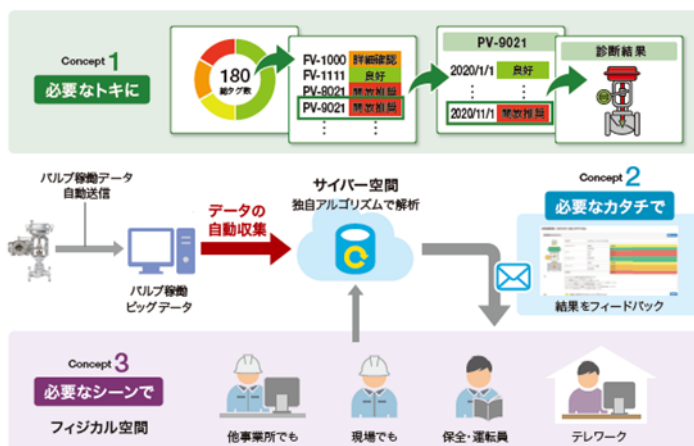 Concept 1
必要なトキに
180
総タグ数
FV-1000 詳細確認
FV-1111 良好
PV-8021 開放推奨
PV-9021 開放推奨
PV-9021
2020/1/1 良好
2020/11/1 開放推奨
診断結果
バルブ稼働データ
自動送信
データの
自動収集
サイバー空間
独自アルゴリズムで解析
バルブ稼働
ビッグデータ
Concept 2
必要なカタチで
結果をフィードバック
Concept 3
必要なシーンで
フィジカル空間
他事業所でも
現場でも
保全・運転員
テレワーク